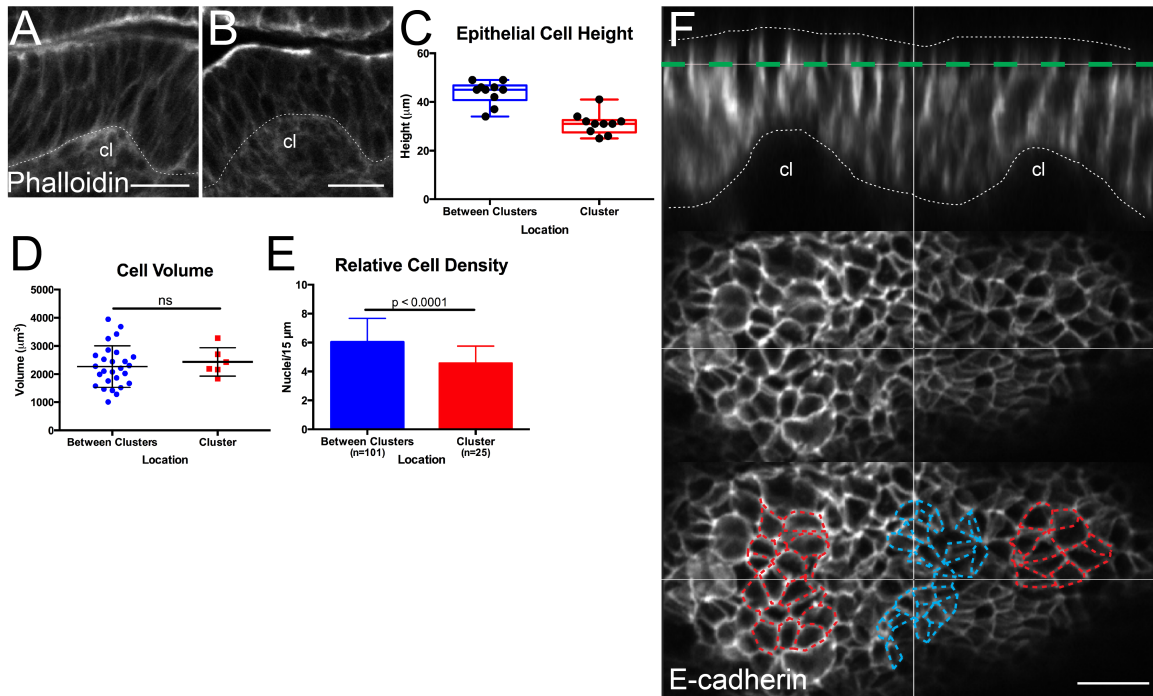 A
cl
Phalloidin
B
cl
C
Epithelial Cell Height
60
40
20
0
Height (μm)
Between Clusters
Cluster
Location
D
Cell Volume
ns
5000
4000
3000
2000
1000
0
Volume (μm³)
Between Clusters
Cluster
Location
E
Relative Cell Density
p < 0.0001
10
8
6
4
2
0
Nuclei/15 μm
Between Clusters
(n=101)
Cluster
(n=25)
Location
F
cl
cl
E-cadherin